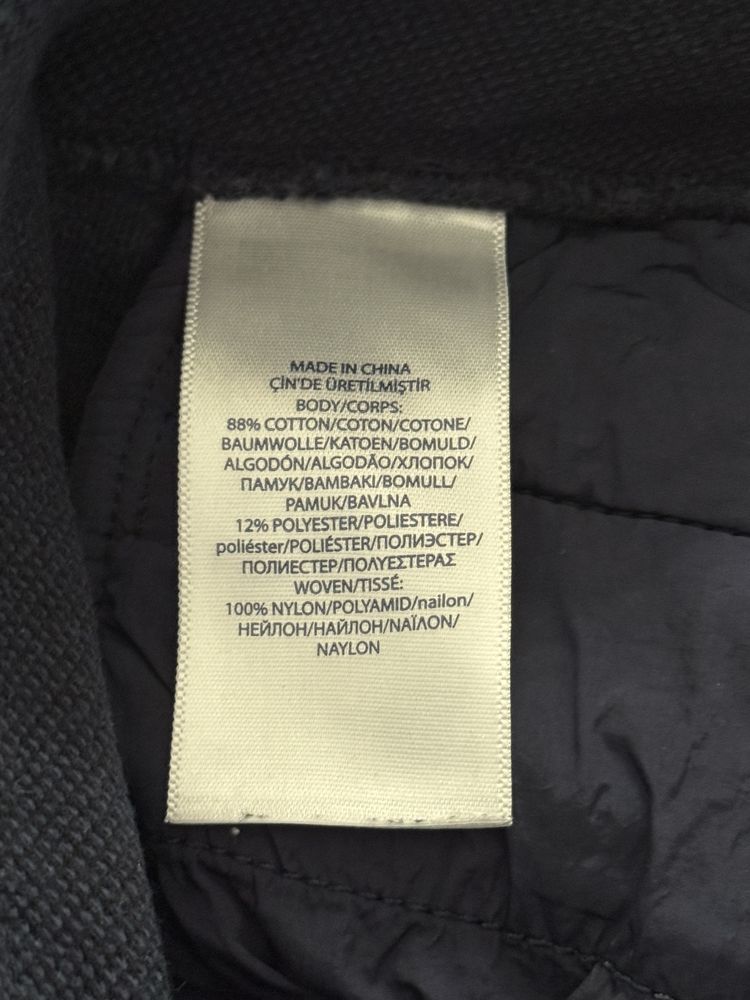 MADE IN CHINA
ÇİN'DE ÜRETİLMİŞTİR
BODY/CORPS:
88% COTTON/COTON/COTONE/
BAUMWOLLE/KATOEN/BOMULD/
ALGODÓN/ALGODÃO/ХЛОПОК/
ПАМУК/ΒΑΜΒΑΚΙ/BOMULL/
PAMUK/BAVLNA
12% POLYESTER/POLIESTERE/
poliéster/POLIÉSTER/ПОЛИЭСТЕР/
ПОЛИЕСТЕР/ΠΟΛΥΕΣΤΕΡΑΣ
WOVEN/TISSÉ:
100% NYLON/POLYAMID/nailon/
НЕЙЛОН/НАЙЛОН/ΝΑΪΛΟΝ/
NAYLON